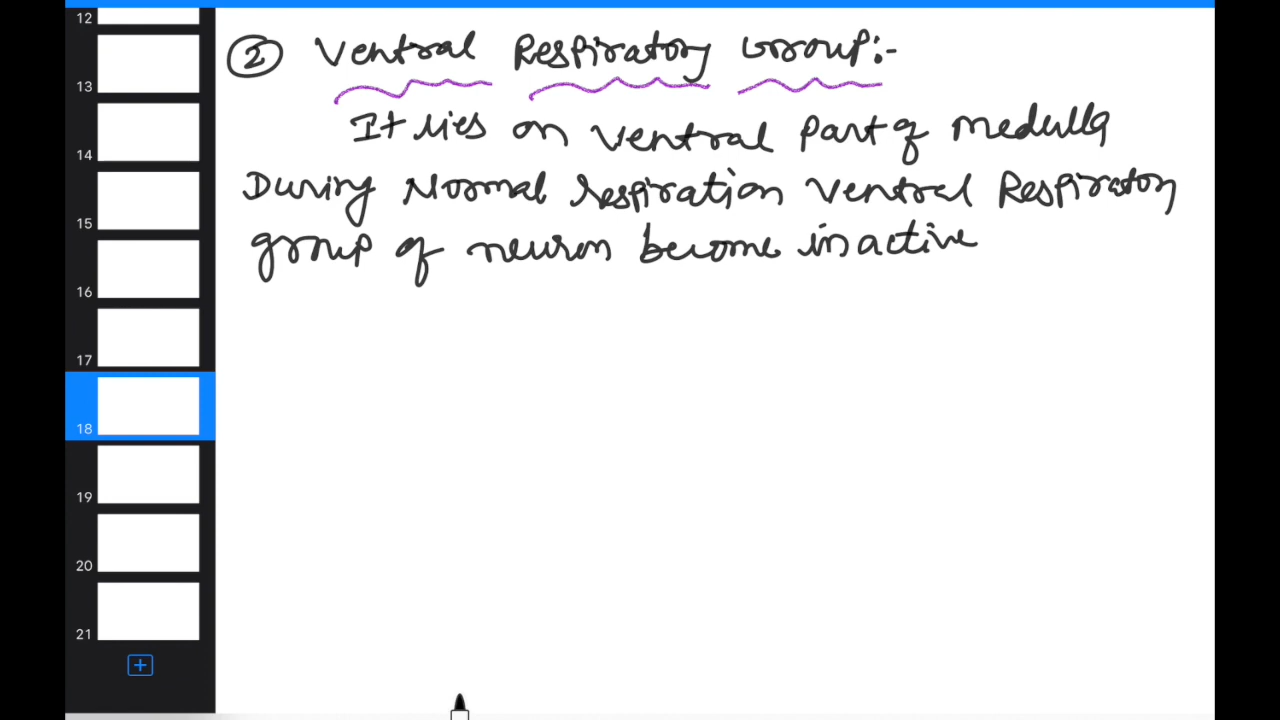 12
13
14
15
16
17
18
19
20
21
② Ventral Respiratory Group:-
It lies on ventral part of medulla
During Normal respiration ventral Respiratory
group of neuron become inactive